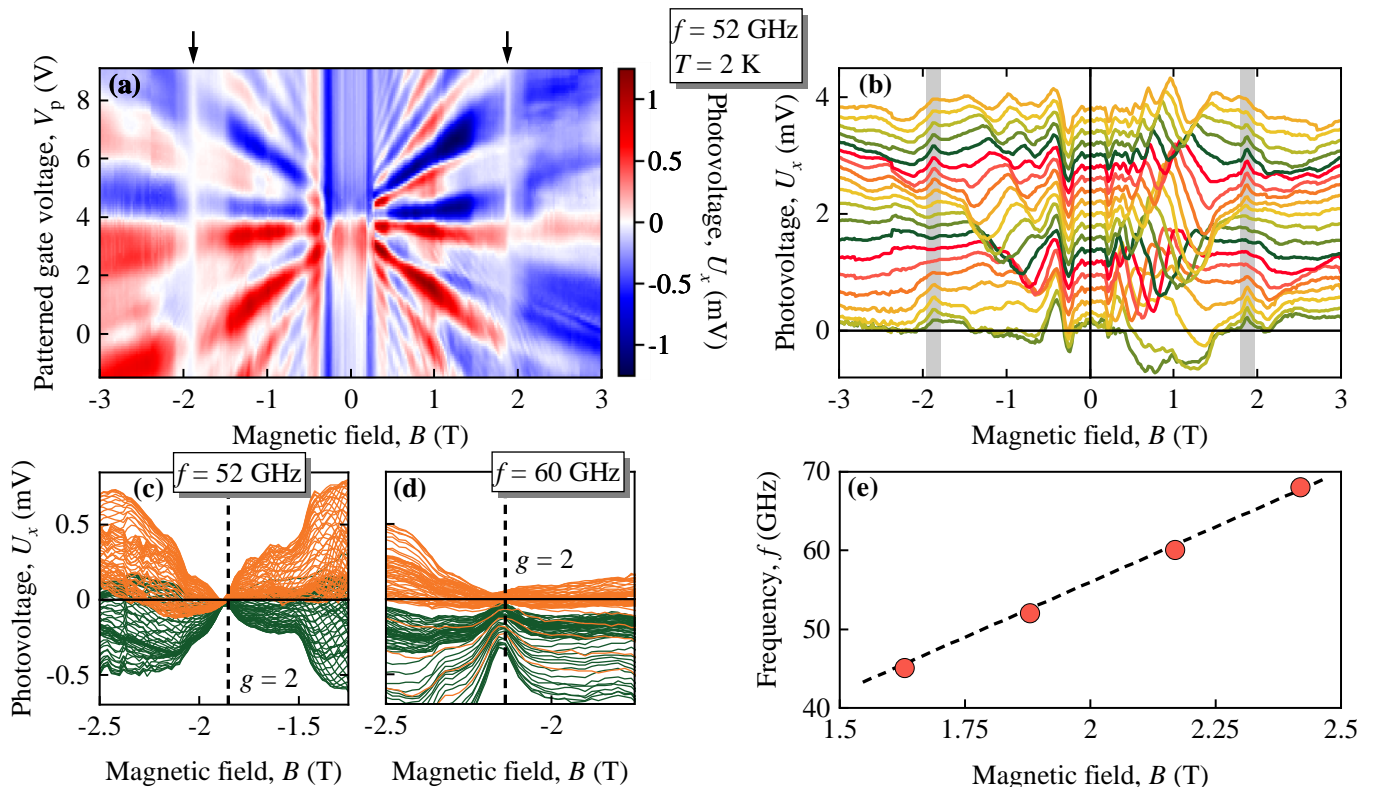 f = 52 GHz
T = 2 K
(a)
Patterned gate voltage, Vp (V)
8
6
4
2
0
-3 -2 -1 0 1 2 3
Magnetic field, B (T)
1
0.5
0
-0.5
-1
Photovoltage, Ux (mV)
(b)
Photovoltage, Ux (mV)
4
2
0
-3 -2 -1 0 1 2 3
Magnetic field, B (T)
(c)
f = 52 GHz
Photovoltage, Ux (mV)
0.5
0
-0.5
g = 2
-2.5 -2 -1.5
Magnetic field, B (T)
(d)
f = 60 GHz
g = 2
-2.5 -2
Magnetic field, B (T)
(e)
Frequency, f (GHz)
70
60
50
40
1.5 1.75 2 2.25 2.5
Magnetic field, B (T)